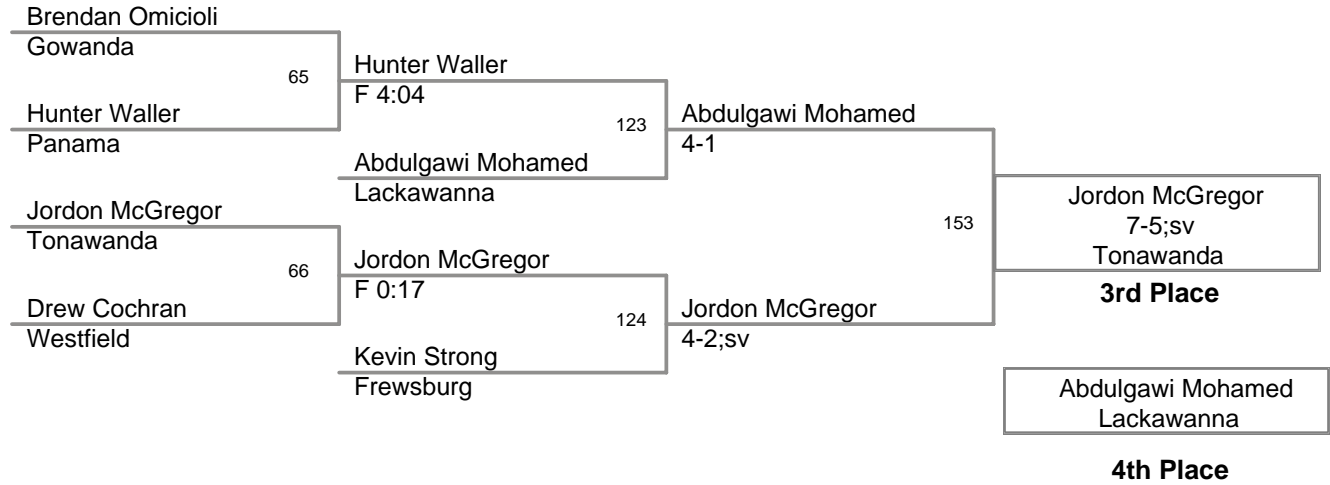 Brendan Omicioli
Gowanda
65
Hunter Waller
F 4:04
Hunter Waller
Panama
123
Abdulgawi Mohamed
4-1
Abdulgawi Mohamed
Lackawanna
Jordon McGregor
Tonawanda
153
Jordon McGregor
7-5;sv
Tonawanda
3rd Place
66
Jordon McGregor
F 0:17
Drew Cochran
Westfield
124
Jordon McGregor
4-2;sv
Kevin Strong
Frewsburg
Abdulgawi Mohamed
Lackawanna
4th Place